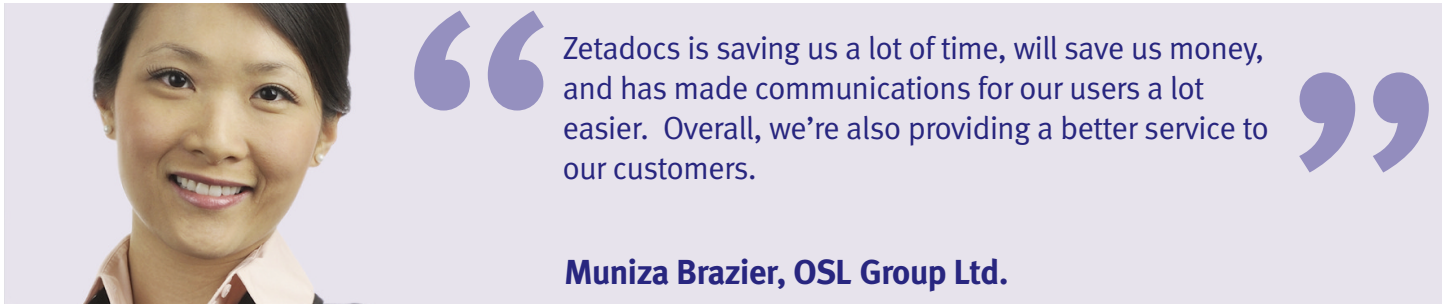 “ Zetadocs is saving us a lot of time, will save us money,
and has made communications for our users a lot
easier.  Overall, we’re also providing a better service to
our customers. ”
Muniza Brazier, OSL Group Ltd.